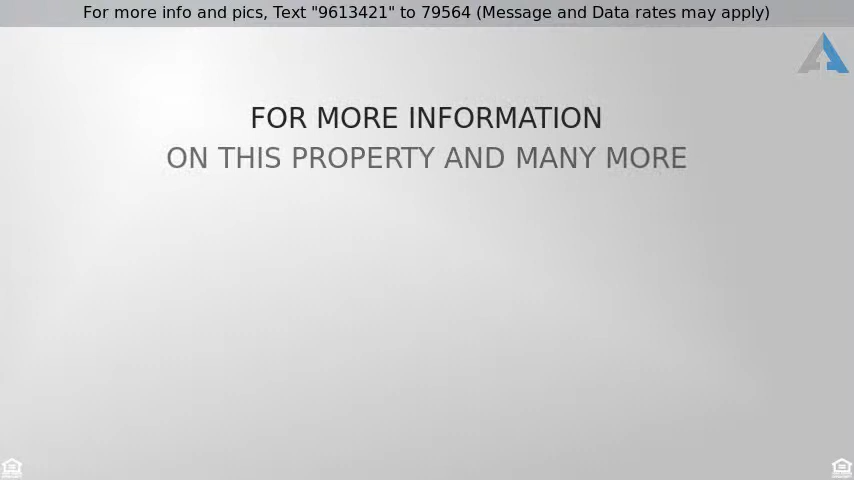 For more info and pics, Text "9613421" to 79564 (Message and Data rates may apply)
FOR MORE INFORMATION
ON THIS PROPERTY AND MANY MORE